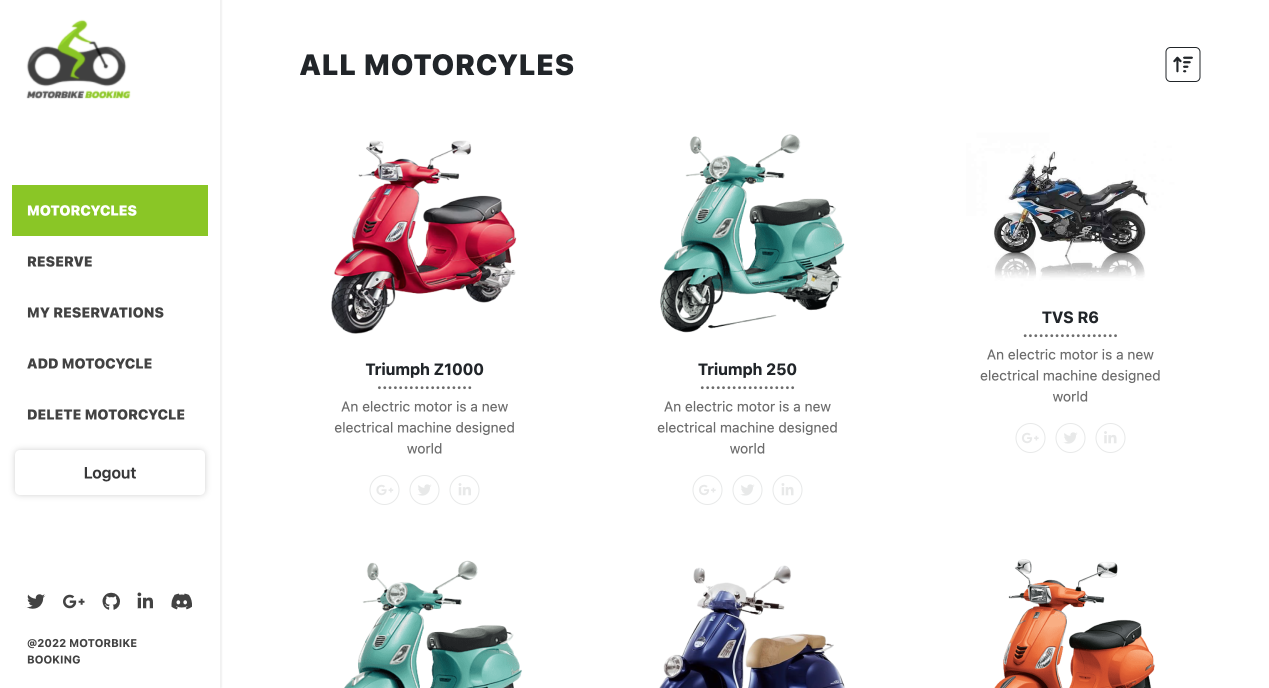 MOTORBIKE BOOKING
MOTORCYCLES
RESERVE
MY RESERVATIONS
ADD MOTOCYCLE
DELETE MOTORCYCLE
Logout
@2022 MOTORBIKE
BOOKING
ALL MOTORCYLES
Triumph Z1000
An electric motor is a new
electrical machine designed
world
Triumph 250
An electric motor is a new
electrical machine designed
world
TVS R6
An electric motor is a new
electrical machine designed
world